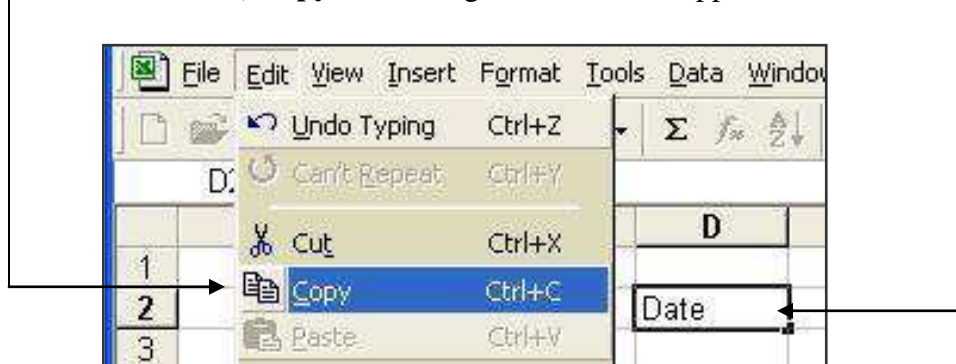 File Edit View Insert Format Tools Data
Undo Typing Ctrl+Z Σ
Can't Repeat Ctrl+Y
Cut Ctrl+X D
1
Copy Ctrl+C
2 Date
Paste Ctrl+V
3